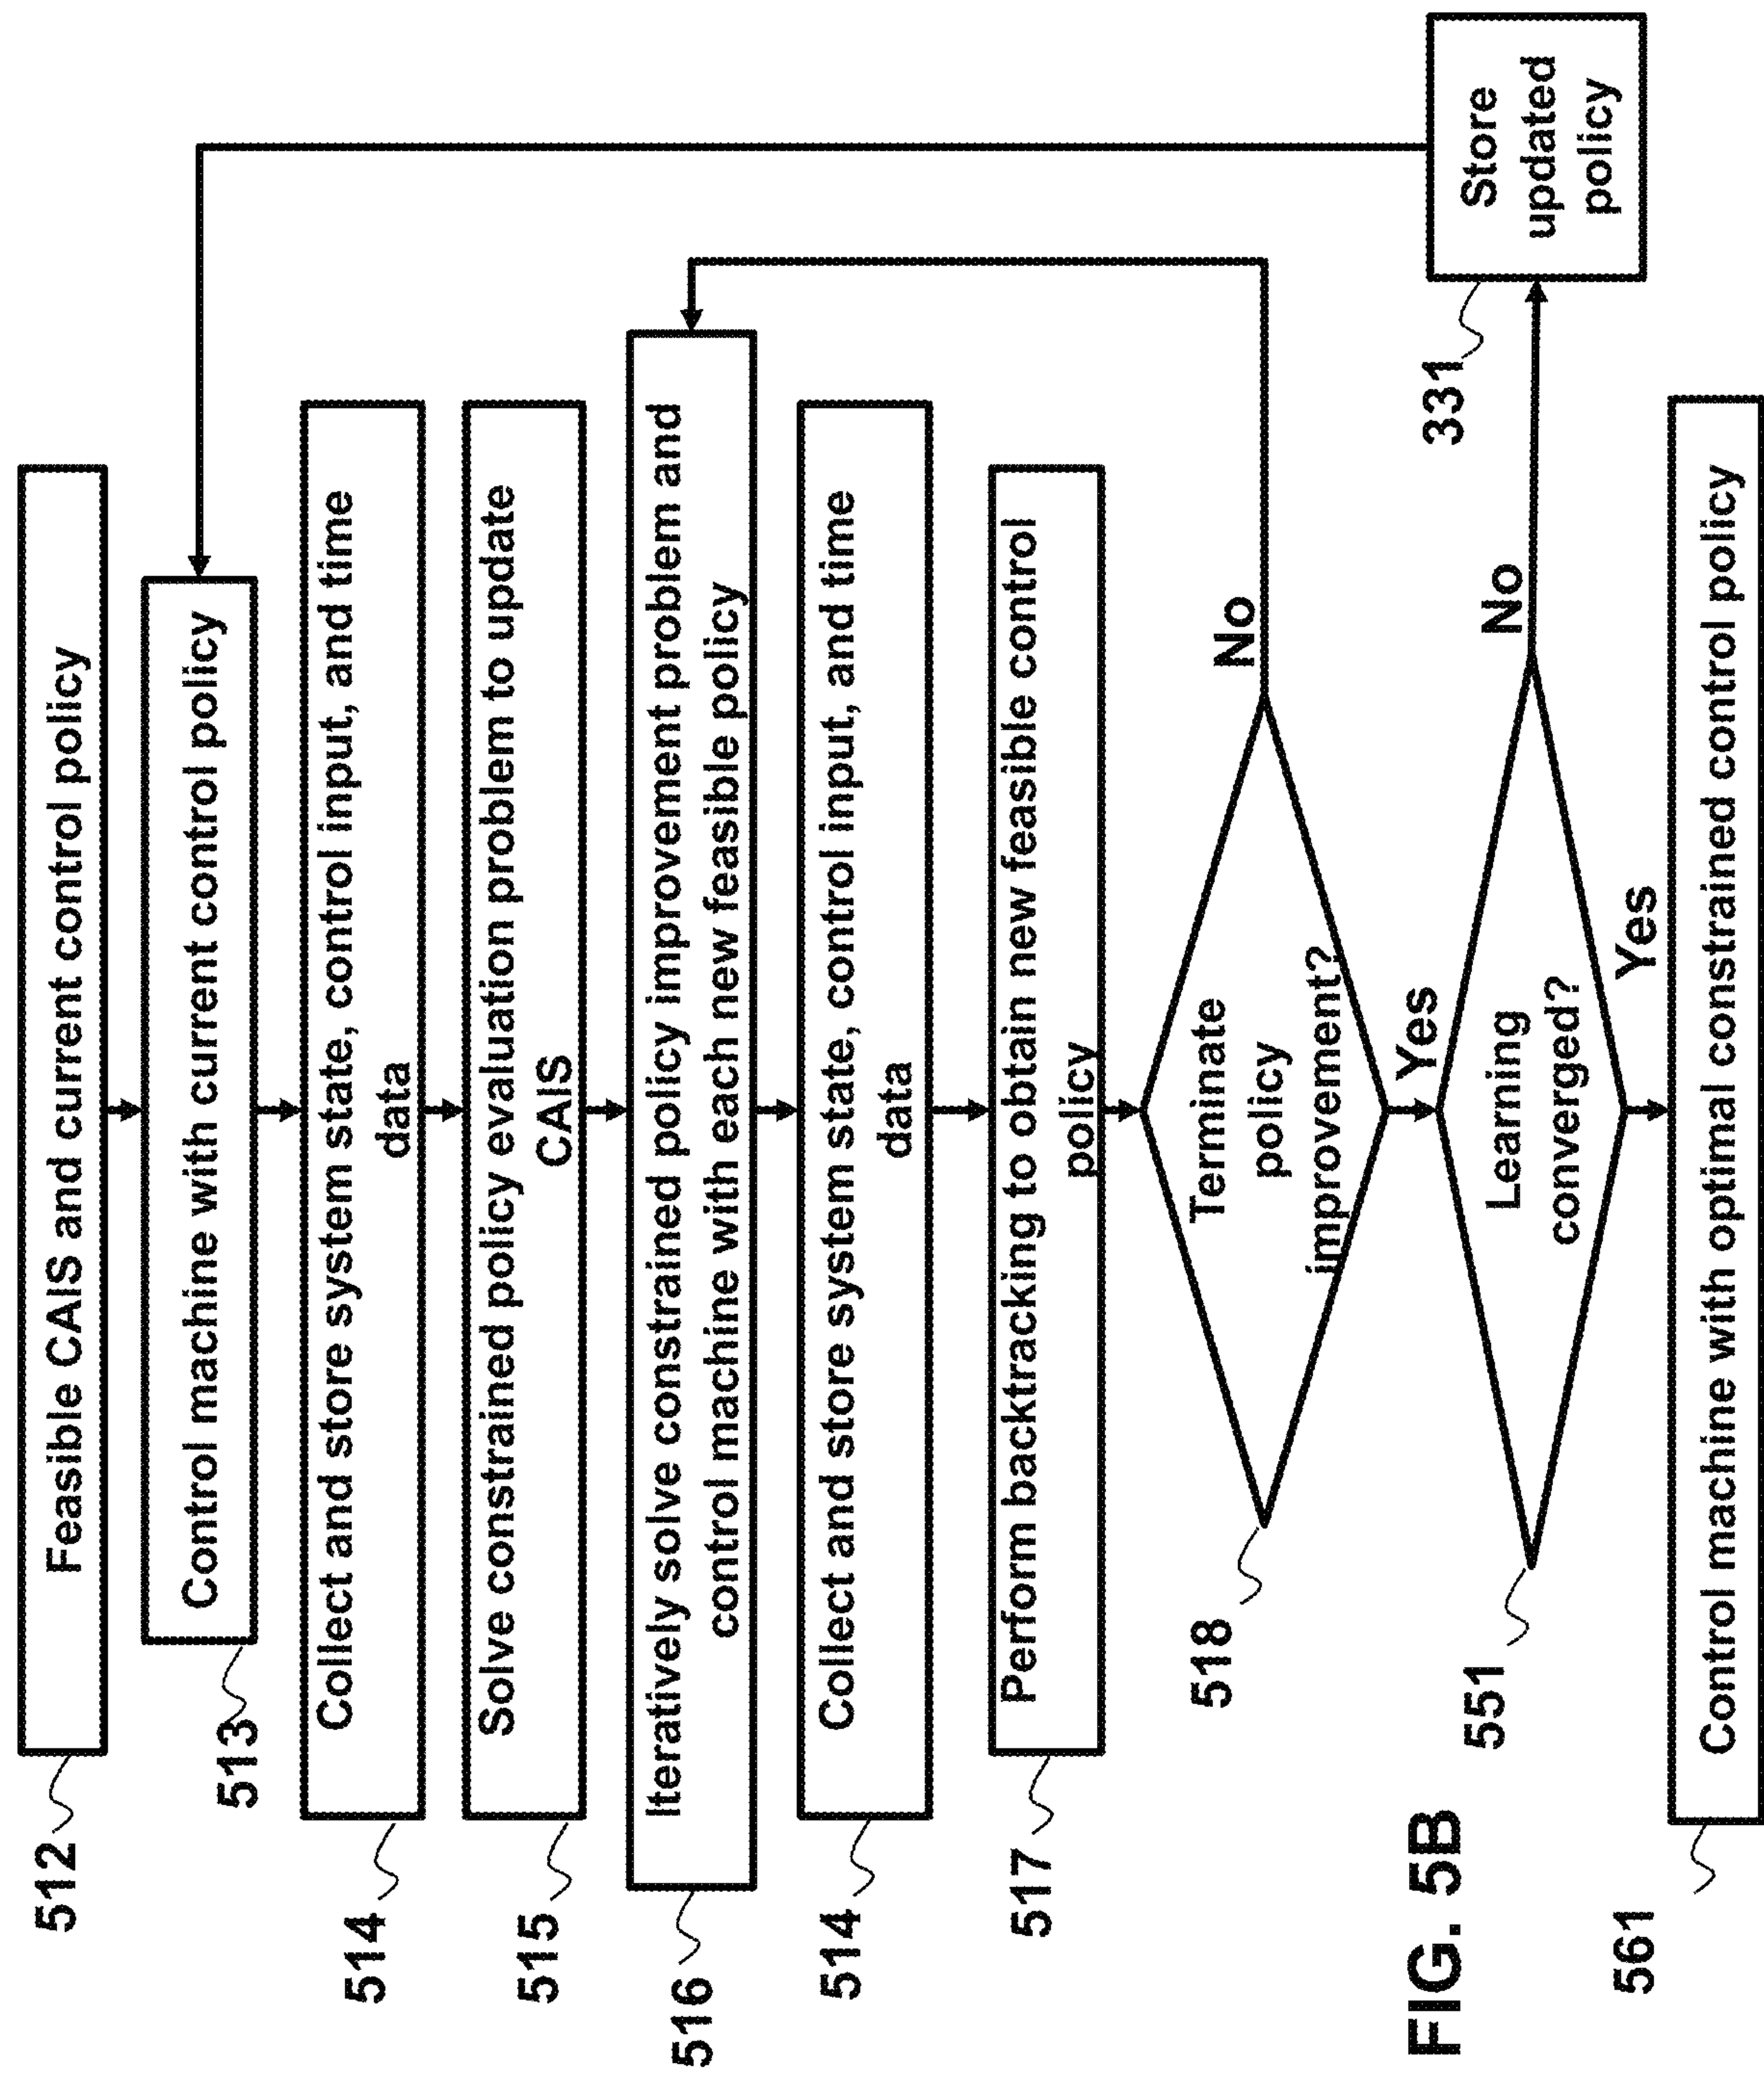 512
Feasible CAIS and current control policy
513
Control machine with current control policy
514
Collect and store system state, control input, and time
data
515
Solve constrained policy evaluation problem to update
CAIS
516
Iteratively solve constrained policy improvement problem and
control machine with each new feasible policy
514
Collect and store system state, control input, and time
data
517
Perform backtracking to obtain new feasible control
policy
518
Terminate
policy
improvement?
No
Yes
551
Learning
converged?
No
Yes
331
Store
updated
policy
561
Control machine with optimal constrained control policy
FIG. 5B